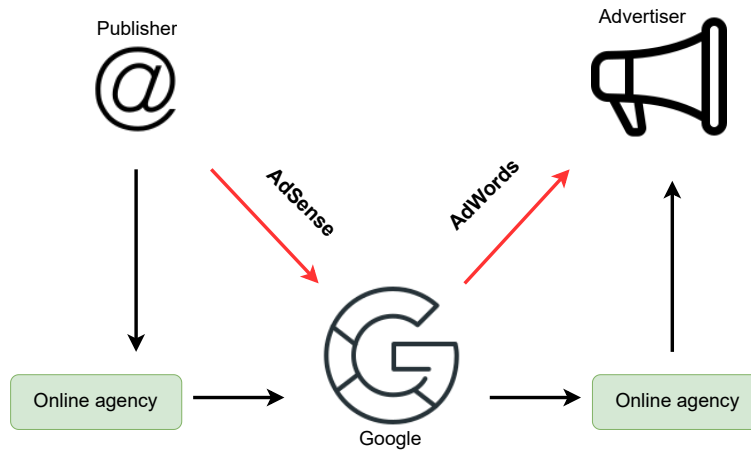 Advertiser
Publisher
AdSense
AdWords
Online agency
Online agency
Google